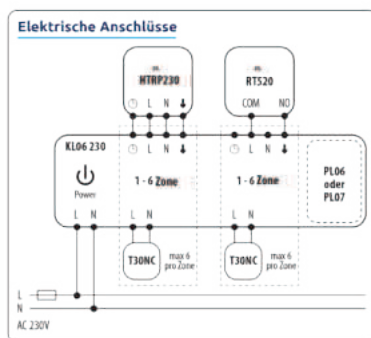 Elektrische Anschlüsse
HTRP230
RT520
L N
COM NO
KL06 230
L N
L N
Power
1 - 6 Zone
1 - 6 Zone
PL06
oder
PL07
L N
L N
L N
T30NC
max 6
pro Zone
T30NC
max 6
pro Zone
L
N
AC 230V